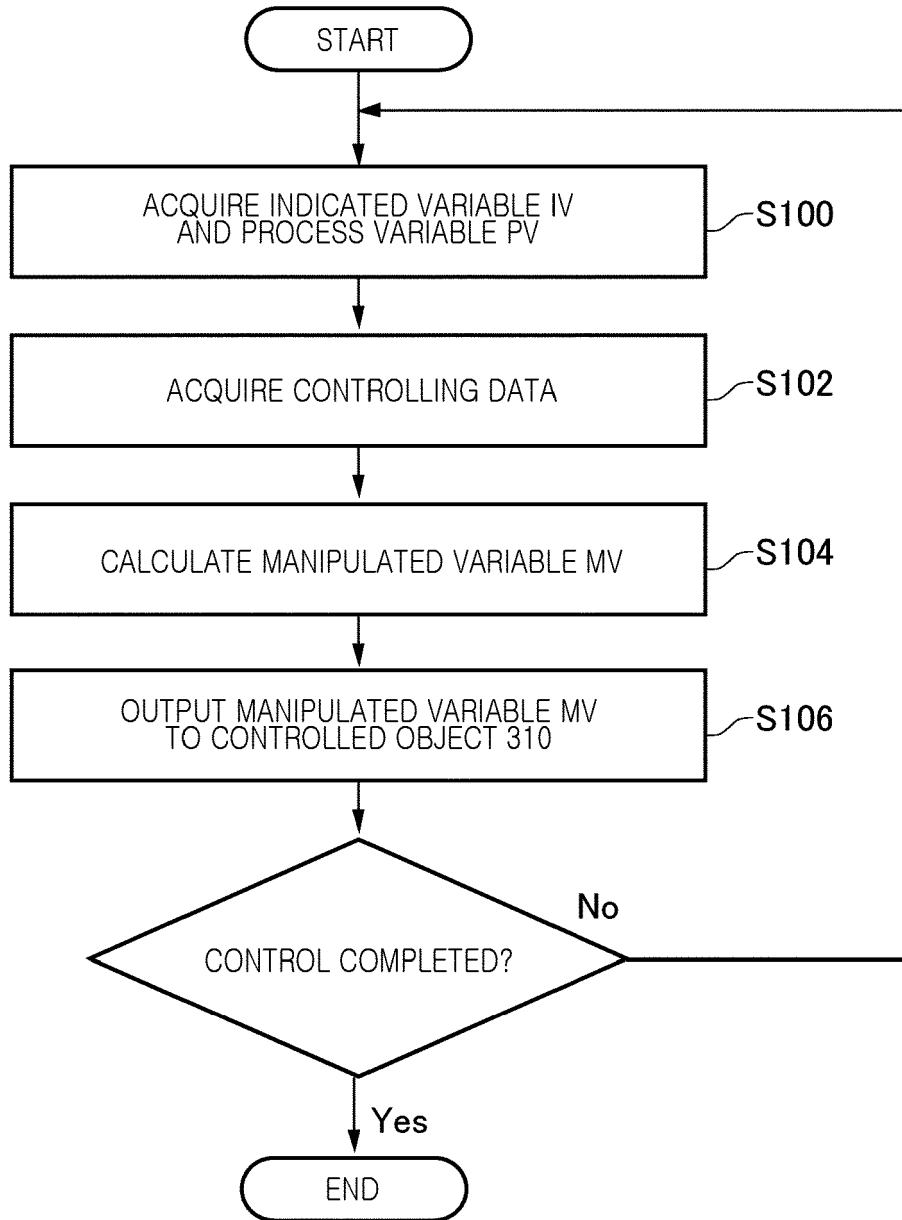 START
ACQUIRE INDICATED VARIABLE IV
AND PROCESS VARIABLE PV
S100
ACQUIRE CONTROLLING DATA
S102
CALCULATE MANIPULATED VARIABLE MV
S104
OUTPUT MANIPULATED VARIABLE MV
TO CONTROLLED OBJECT 310
S106
No
CONTROL COMPLETED?
Yes
END